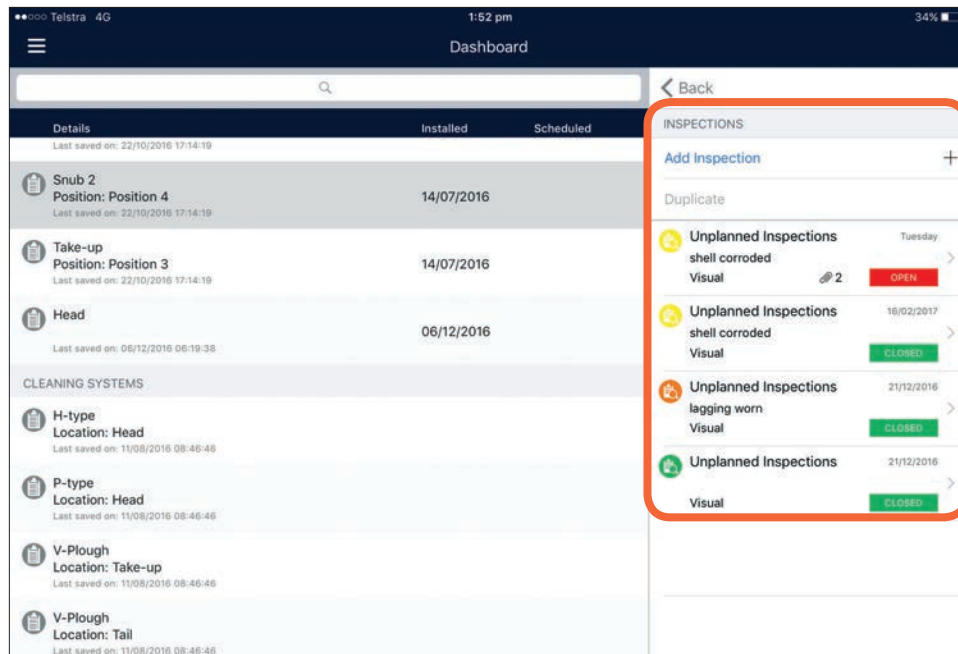 Telstra 4G 1:52 pm 34%
Dashboard
Back
Details Installed Scheduled
Last saved on: 22/10/2016 17:14:19
Snub 2
Position: Position 4 14/07/2016
Last saved on: 22/10/2016 17:14:19
Take-up
Position: Position 3 14/07/2016
Last saved on: 22/10/2016 17:14:19
Head
06/12/2016
Last saved on: 06/12/2016 06:19:38
CLEANING SYSTEMS
H-type
Location: Head
Last saved on: 11/08/2016 08:46:46
P-type
Location: Head
Last saved on: 11/08/2016 08:46:46
V-Plough
Location: Take-up
Last saved on: 11/08/2016 08:46:46
V-Plough
Location: Tail
Last saved on: 11/08/2016 08:46:46
INSPECTIONS
Add Inspection +
Duplicate
Unplanned Inspections Tuesday
shell corroded
Visual 2 OPEN
Unplanned Inspections 16/02/2017
shell corroded
Visual CLOSED
Unplanned Inspections 21/12/2016
lagging worn
Visual CLOSED
Unplanned Inspections 21/12/2016
Visual CLOSED